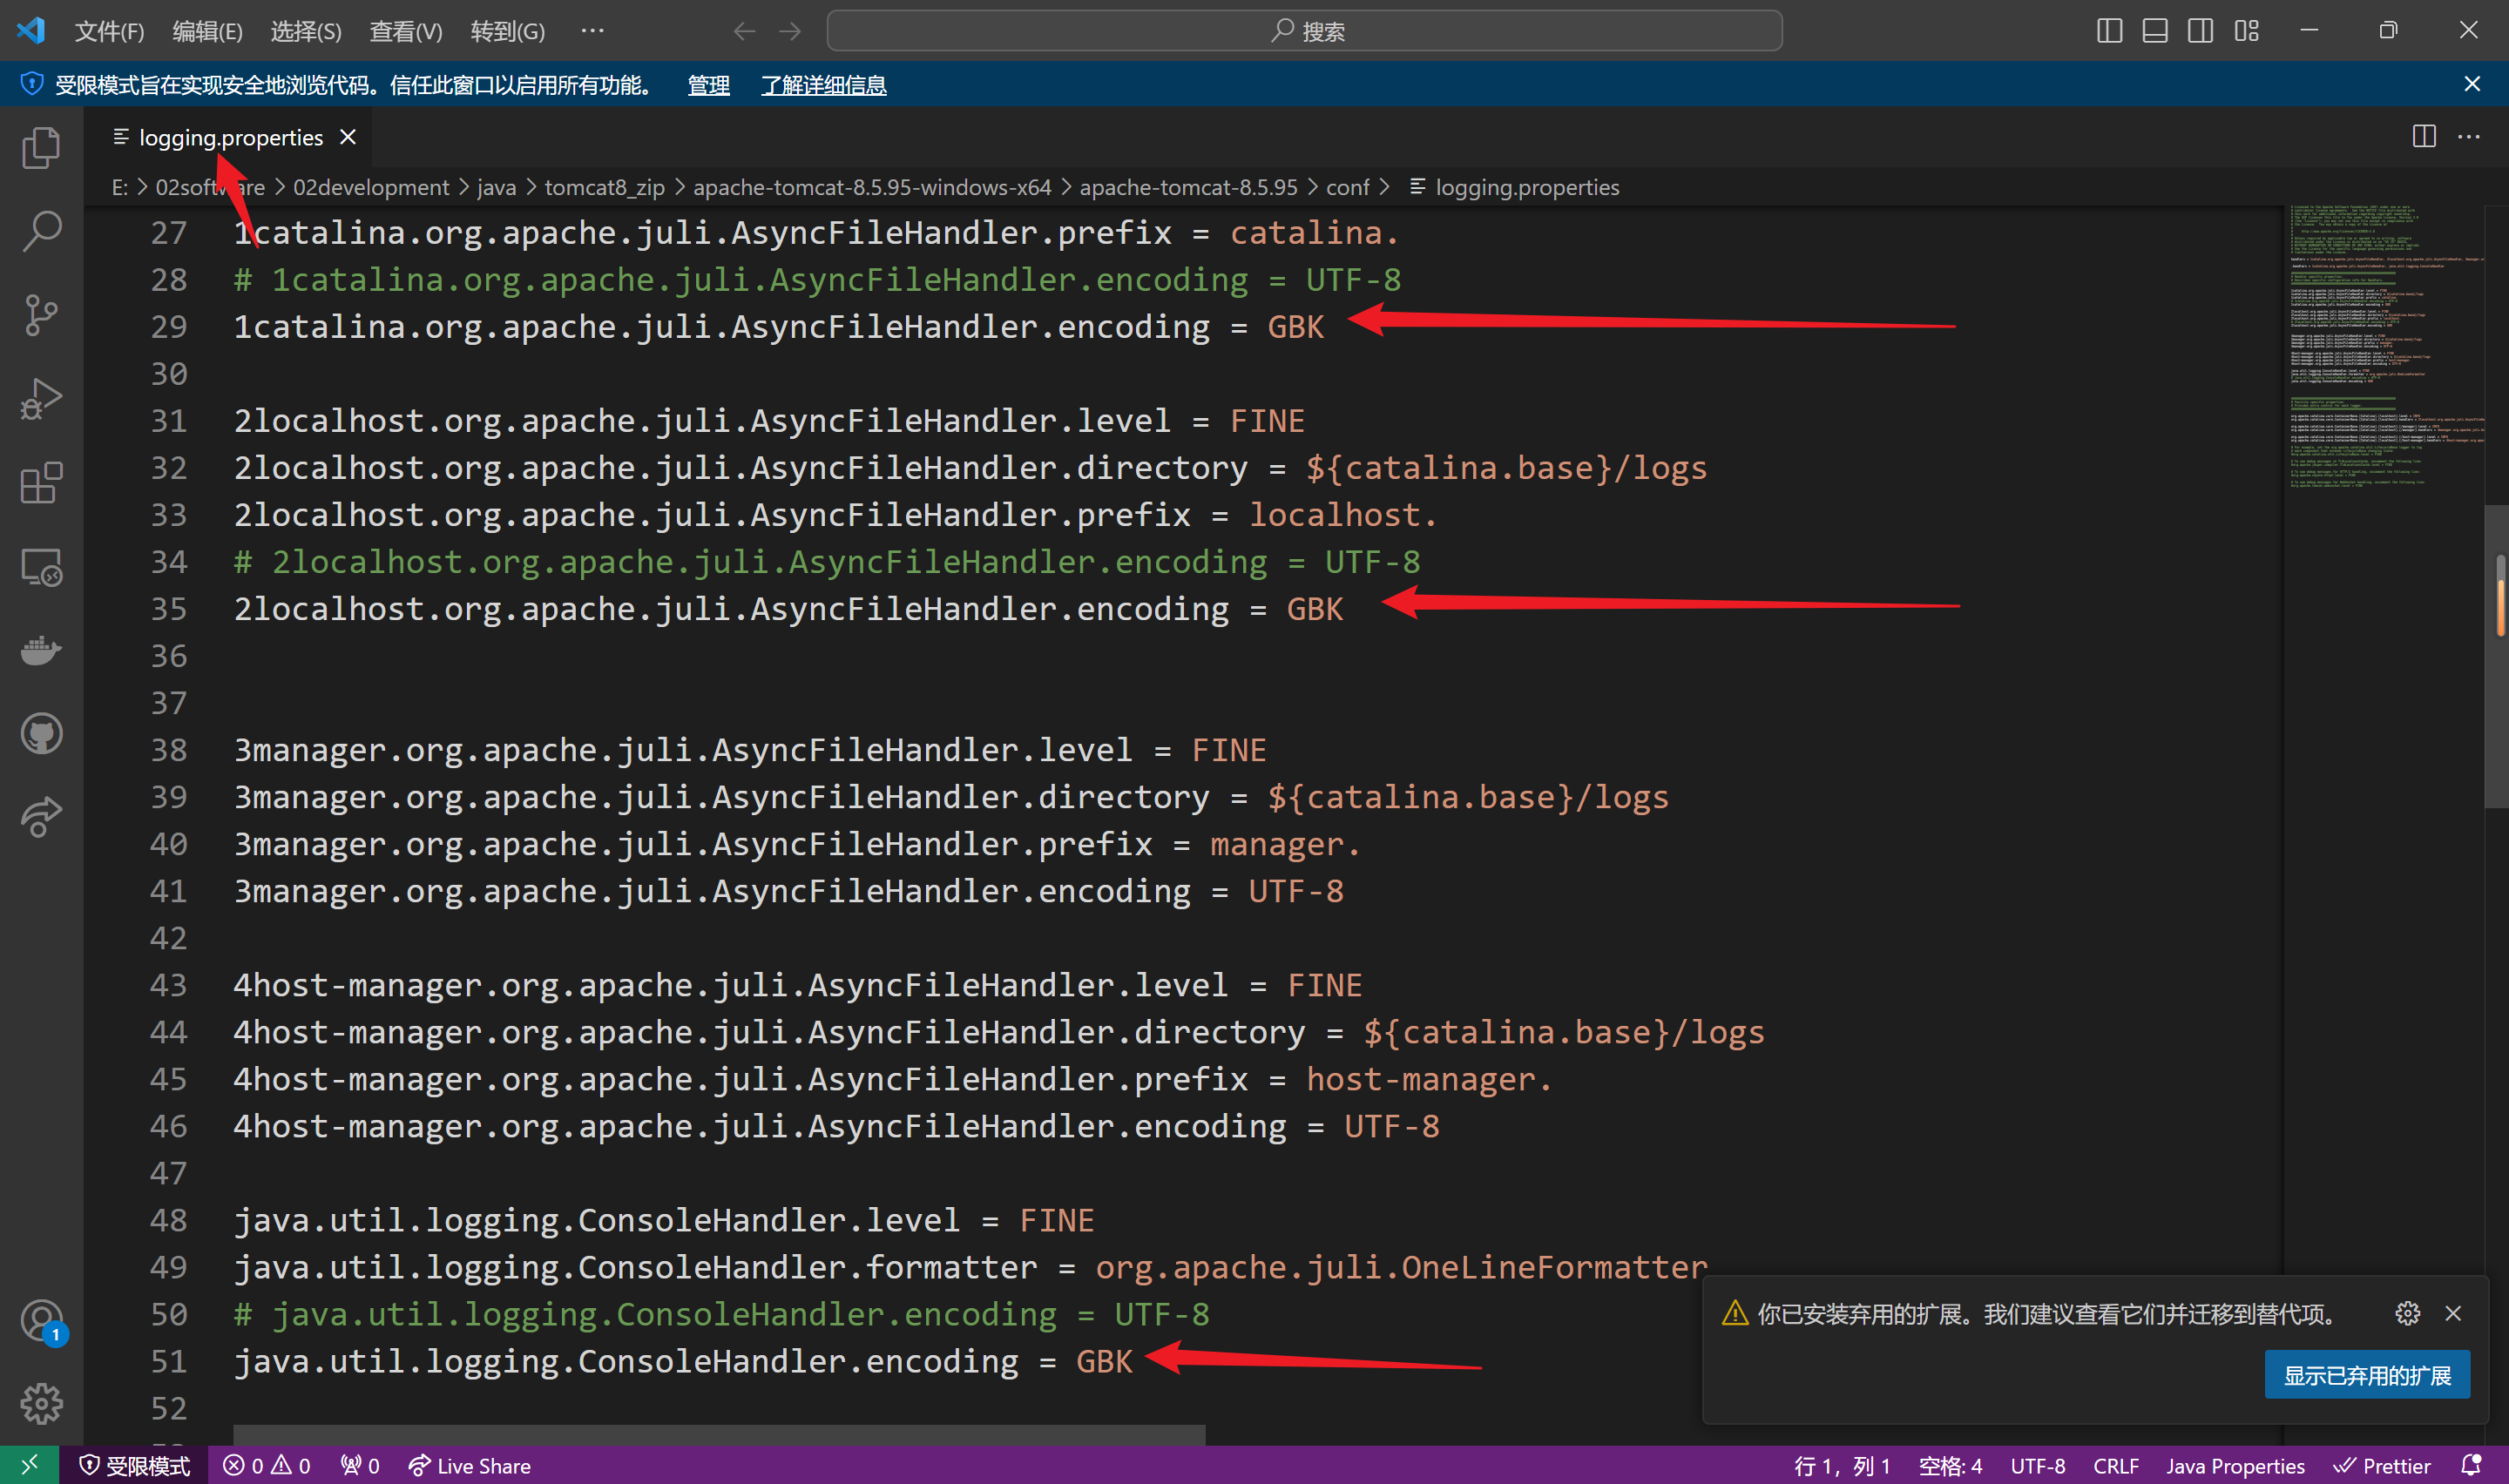 文件(F) 编辑(E) 选择(S) 查看(V) 转到(G) ··· 搜索
受限模式旨在实现安全地浏览代码。信任此窗口以启用所有功能。 管理 了解详细信息
logging.properties
E: > 02software > 02development > java > tomcat8_zip > apache-tomcat-8.5.95-windows-x64 > apache-tomcat-8.5.95 > conf > logging.properties
27 1catalina.org.apache.juli.AsyncFileHandler.prefix = catalina.
28 # 1catalina.org.apache.juli.AsyncFileHandler.encoding = UTF-8
29 1catalina.org.apache.juli.AsyncFileHandler.encoding = GBK
30
31 2localhost.org.apache.juli.AsyncFileHandler.level = FINE
32 2localhost.org.apache.juli.AsyncFileHandler.directory = ${catalina.base}/logs
33 2localhost.org.apache.juli.AsyncFileHandler.prefix = localhost.
34 # 2localhost.org.apache.juli.AsyncFileHandler.encoding = UTF-8
35 2localhost.org.apache.juli.AsyncFileHandler.encoding = GBK
36
37
38 3manager.org.apache.juli.AsyncFileHandler.level = FINE
39 3manager.org.apache.juli.AsyncFileHandler.directory = ${catalina.base}/logs
40 3manager.org.apache.juli.AsyncFileHandler.prefix = manager.
41 3manager.org.apache.juli.AsyncFileHandler.encoding = UTF-8
42
43 4host-manager.org.apache.juli.AsyncFileHandler.level = FINE
44 4host-manager.org.apache.juli.AsyncFileHandler.directory = ${catalina.base}/logs
45 4host-manager.org.apache.juli.AsyncFileHandler.prefix = host-manager.
46 4host-manager.org.apache.juli.AsyncFileHandler.encoding = UTF-8
47
48 java.util.logging.ConsoleHandler.level = FINE
49 java.util.logging.ConsoleHandler.formatter = org.apache.juli.OneLineFormatter
50 # java.util.logging.ConsoleHandler.encoding = UTF-8
51 java.util.logging.ConsoleHandler.encoding = GBK
52
你已安装弃用的扩展。我们建议查看它们并迁移到替代项。
显示已弃用的扩展
1
受限模式 0 0 0 Live Share 行 1，列 1 空格: 4 UTF-8 CRLF Java Properties Prettier